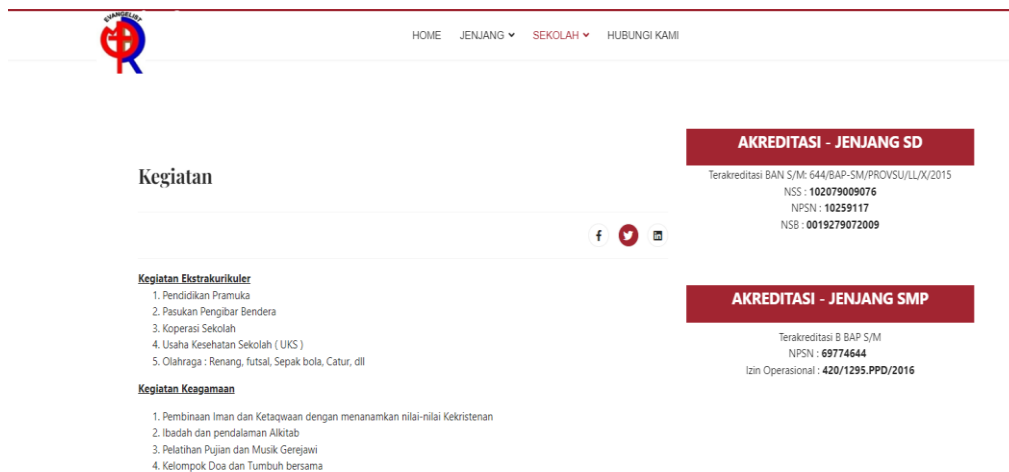 EVANGELIST
HOME JENJANG SEKOLAH HUBUNGI KAMI
Kegiatan
Kegiatan Ekstrakurikuler
1. Pendidikan Pramuka
2. Pasukan Pengibar Bendera
3. Koperasi Sekolah
4. Usaha Kesehatan Sekolah ( UKS )
5. Olahraga : Renang, futsal, Sepak bola, Catur, dll
Kegiatan Keagamaan
1. Pembinaan Iman dan Ketaqwaan dengan menanamkan nilai-nilai Kekristenan
2. Ibadah dan pendalaman Alkitab
3. Pelatihan Pujian dan Musik Gerejawi
4. Kelompok Doa dan Tumbuh bersama
AKREDITASI - JENJANG SD
Terakreditasi BAN S/M: 644/BAP-SM/PROVSU/LL/X/2015
NSS : 102079009076
NPSN : 10259117
NSB : 0019279072009
AKREDITASI - JENJANG SMP
Terakreditasi B BAP S/M
NPSN : 69774644
Izin Operasional : 420/1295.PPD/2016